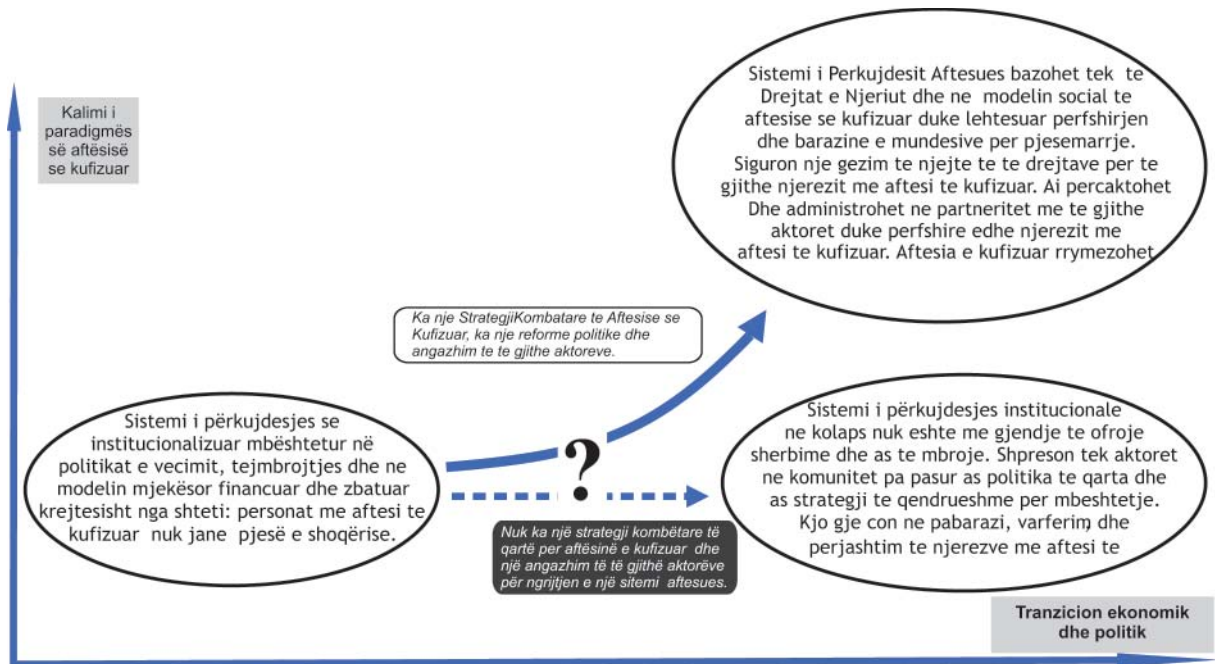 Kalimi i
paradigmës
së aftësisë
se kufizuar
Sistemi i Perkujdesit Aftesues bazohet tek te
Drejtat e Njeriut dhe ne modelin social te
aftesise se kufizuar duke lehtesuar perfshirjen
dhe barazine e mundesive per pjesemarrje.
Siguron nje gezim te njejte te te drejtave per te
gjithe njerezit me aftesi te kufizuar. Ai percaktohet
Dhe administrohet ne partneritet me te gjithe
aktoret duke perfshire edhe njerezit me
aftesi te kufizuar. Aftesia e kufizuar rrymezohet
Ka nje StrategjiKombatare te Aftesise se
Kufizuar, ka nje reforme politike dhe
angazhim te te gjithe aktoreve.
Sistemi i përkujdesjes se
institucionalizuar mbështetur në
politikat e vecimit, tejmbrojtjes dhe ne
modelin mjekësor financuar dhe zbatuar
krejtesisht nga shteti: personat me aftesi te
kufizuar nuk jane pjesë e shoqërise.
?
Nuk ka një strategji kombëtare të
qartë per aftësinë e kufizuar dhe
një angazhim të të gjithë aktorëve
për ngrijtjen e një sitemi aftesues.
Sistemi i përkujdesjes institucionale
ne kolaps nuk eshte me gjendje te ofroje
sherbime dhe as te mbroje. Shpreson tek aktoret
ne komunitet pa pasur as politika te qarta dhe
as strategji te qendrueshme per mbeshtetje.
Kjo gje con ne pabarazi, varferim, dhe
perjashtim te njerezve me aftesi te
Tranzicion ekonomik
dhe politik